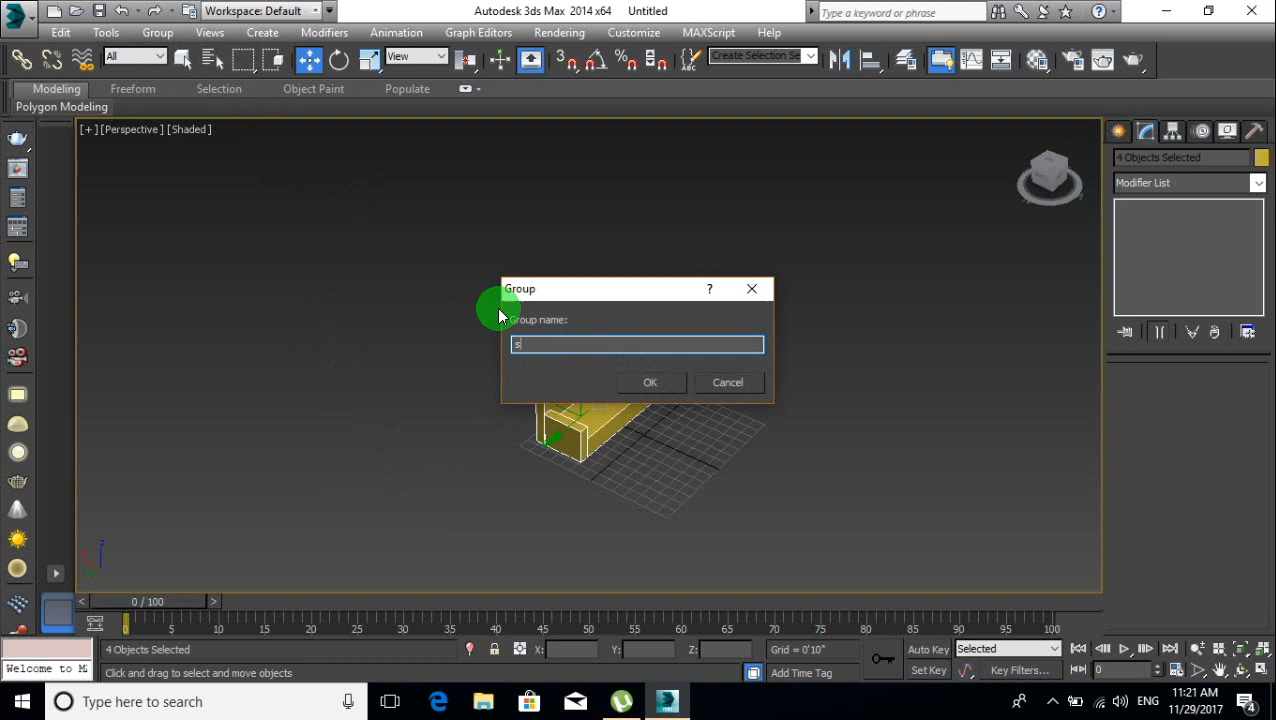 Workspace: Default
Autodesk 3ds Max 2014 x64 Untitled
Type a keyword or phrase
Edit Tools Group Views Create Modifiers Animation Graph Editors Rendering Customize MAXScript Help
All
View
3
Create Selection Se
Modeling Freeform Selection Object Paint Populate
Polygon Modeling
[+] [Perspective] [Shaded]
4 Objects Selected
Modifier List
Group
?
Group name:
s
OK
Cancel
z
< 0 / 100 >
0 5 10 15 20 25 30 35 40 45 50 55 60 65 70 75 80 85 90 95 100
4 Objects Selected
X:
Y:
Z:
Grid = 0'10"
Auto Key
Selected
Welcome to M
Click and drag to select and move objects
Add Time Tag
Set Key
Key Filters...
0
Type here to search
ENG
11:21 AM
11/29/2017
4